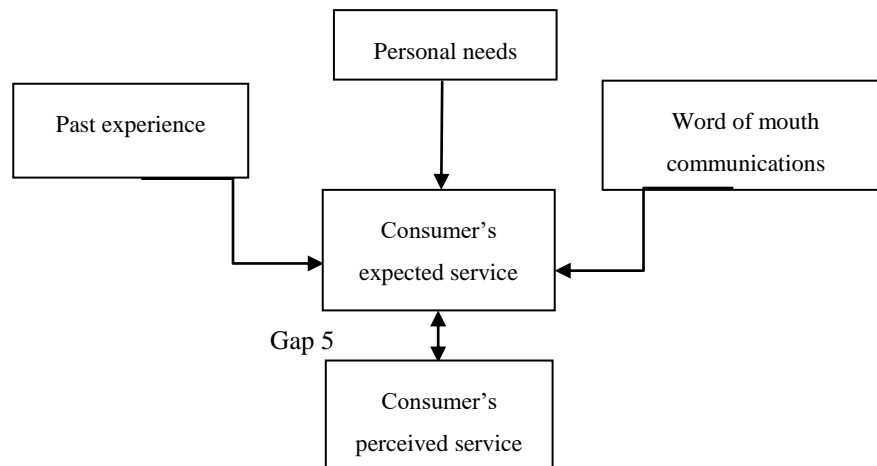 Personal needs
Past experience
Word of mouth
communications
Consumer’s
expected service
Gap 5
Consumer’s
perceived service